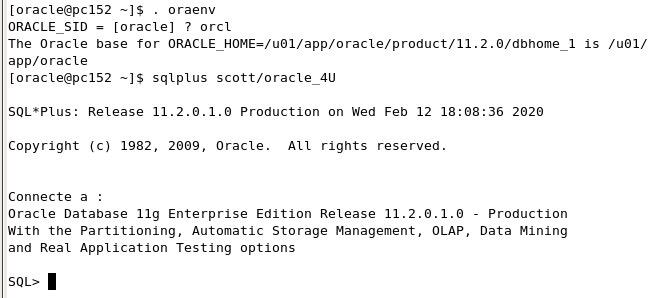 [oracle@pc152 ~]$ . oraenv
ORACLE_SID = [oracle] ? orcl
The Oracle base for ORACLE_HOME=/u01/app/oracle/product/11.2.0/dbhome_1 is /u01/
app/oracle
[oracle@pc152 ~]$ sqlplus scott/oracle_4U
SQL*Plus: Release 11.2.0.1.0 Production on Wed Feb 12 18:08:36 2020
Copyright (c) 1982, 2009, Oracle.  All rights reserved.
Connecte a :
Oracle Database 11g Enterprise Edition Release 11.2.0.1.0 - Production
With the Partitioning, Automatic Storage Management, OLAP, Data Mining
and Real Application Testing options
SQL>